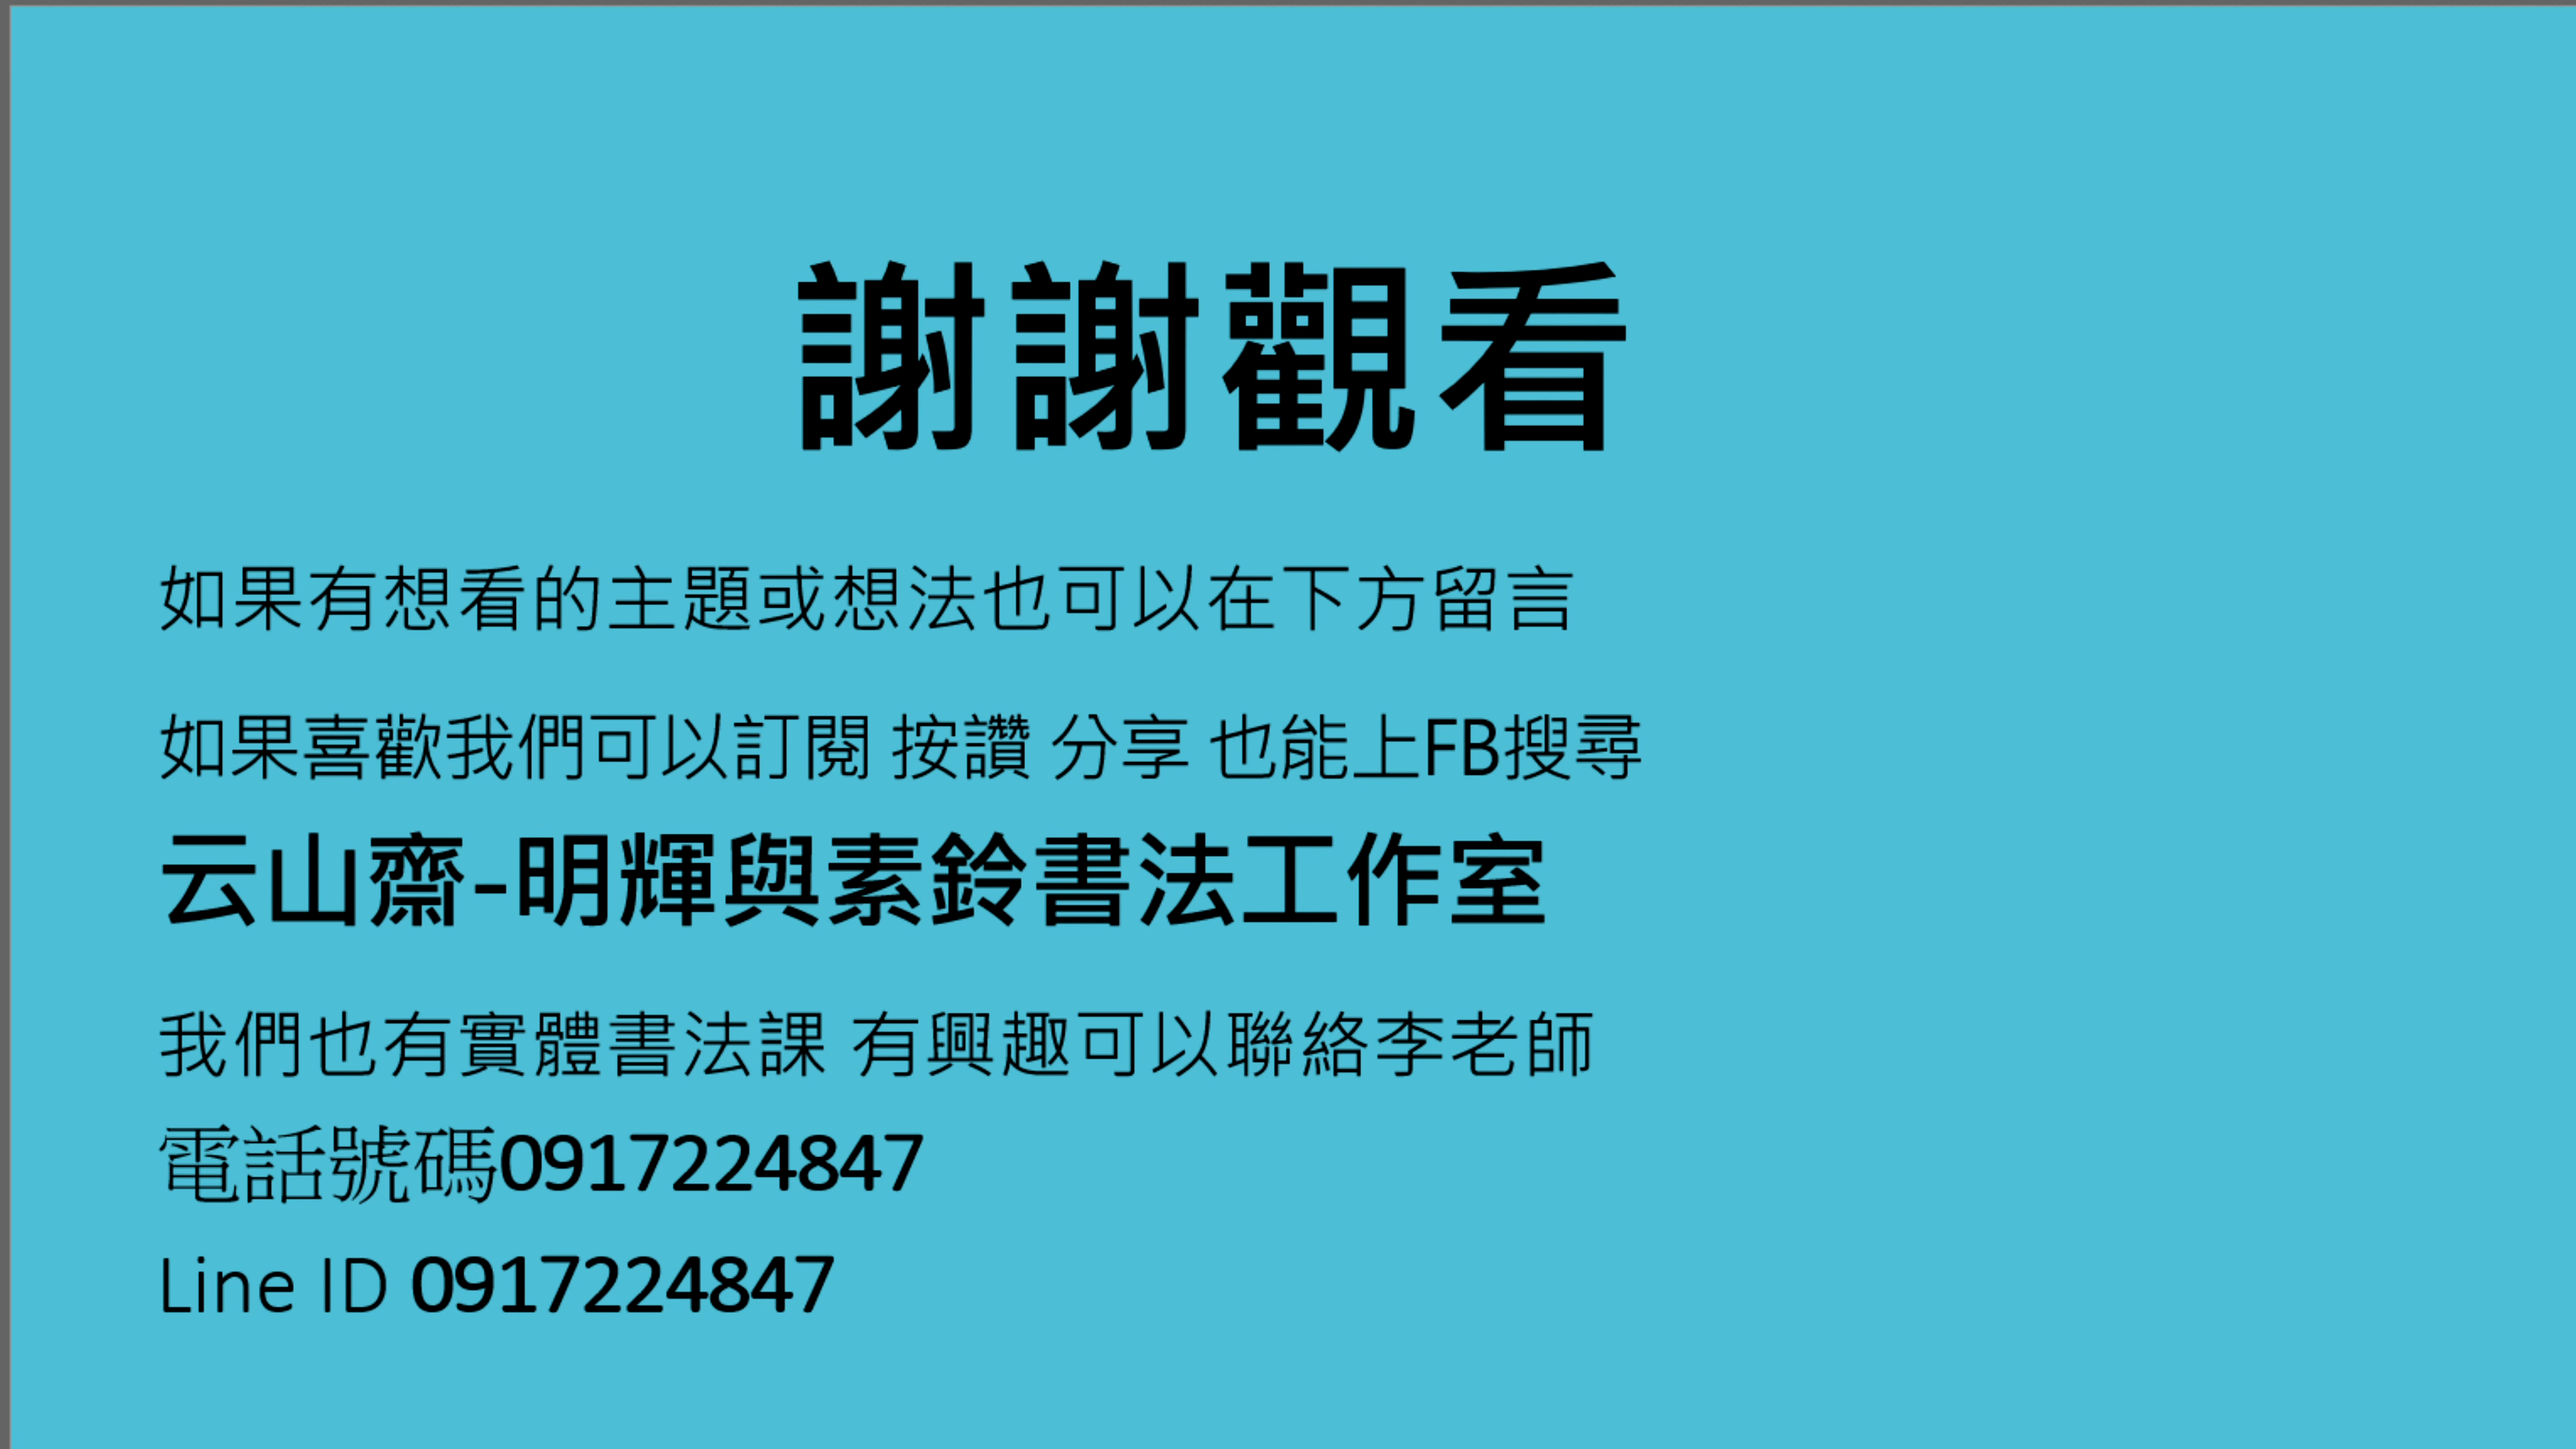 謝謝觀看
如果有想看的主題或想法也可以在下方留言
如果喜歡我們可以訂閱 按讚 分享 也能上FB搜尋
云山齋-明輝與素鈴書法工作室
我們也有實體書法課 有興趣可以聯絡李老師
電話號碼0917224847
Line ID 0917224847